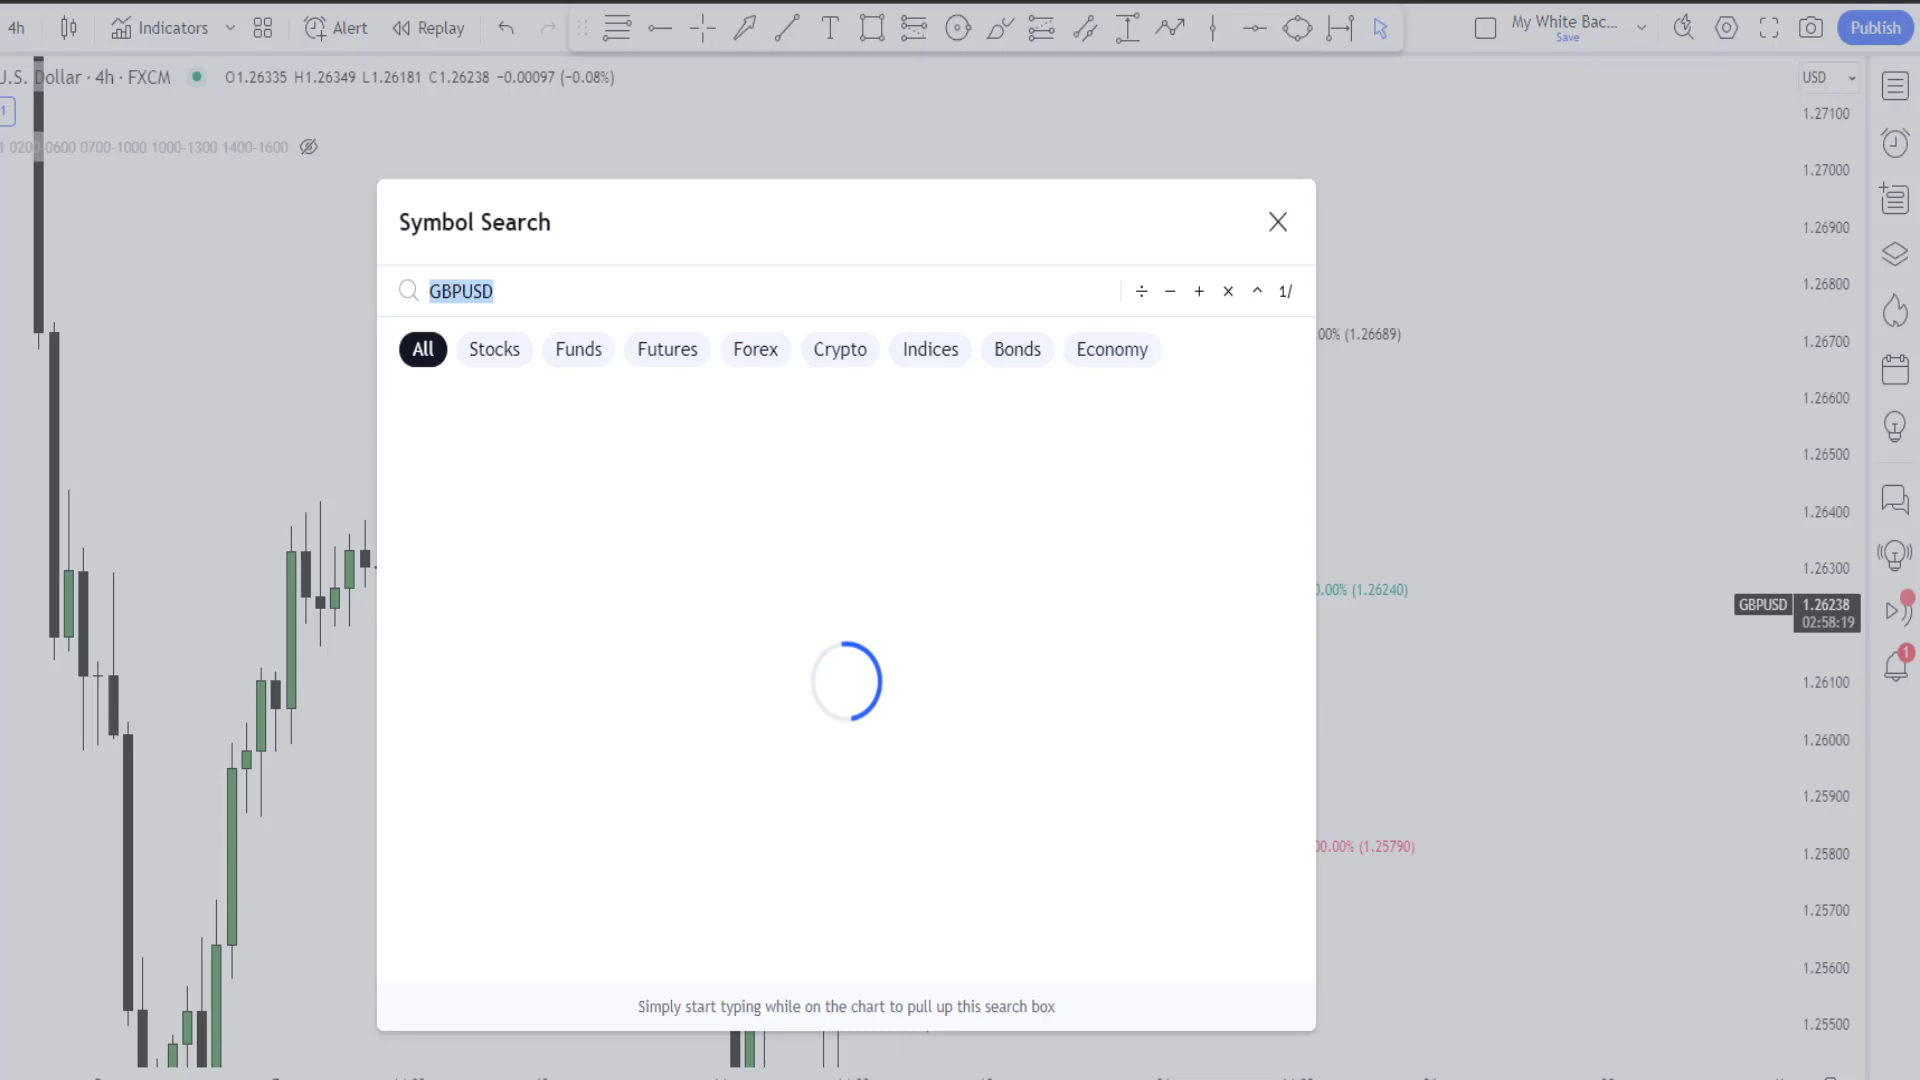 4h Indicators Alert Replay My White Bac... Publish
Save
U.S. Dollar · 4h · FXCM O1.26335 H1.26349 L1.26181 C1.26238 −0.00097 (−0.08%) USD
1
1.27100
1 0200-0600 0700-1000 1000-1300 1400-1600
1.27000
Symbol Search
1.26900
GBPUSD ÷ − + × ^ 1/
1.26800
00% (1.26689)
1.26700
All Stocks Funds Futures Forex Crypto Indices Bonds Economy
1.26600
1.26500
1.26400
1.26300
0.00% (1.26240)
GBPUSD 1.26238
02:58:19
1
1.26100
1.26000
1.25900
00.00% (1.25790)
1.25800
1.25700
1.25600
Simply start typing while on the chart to pull up this search box
1.25500